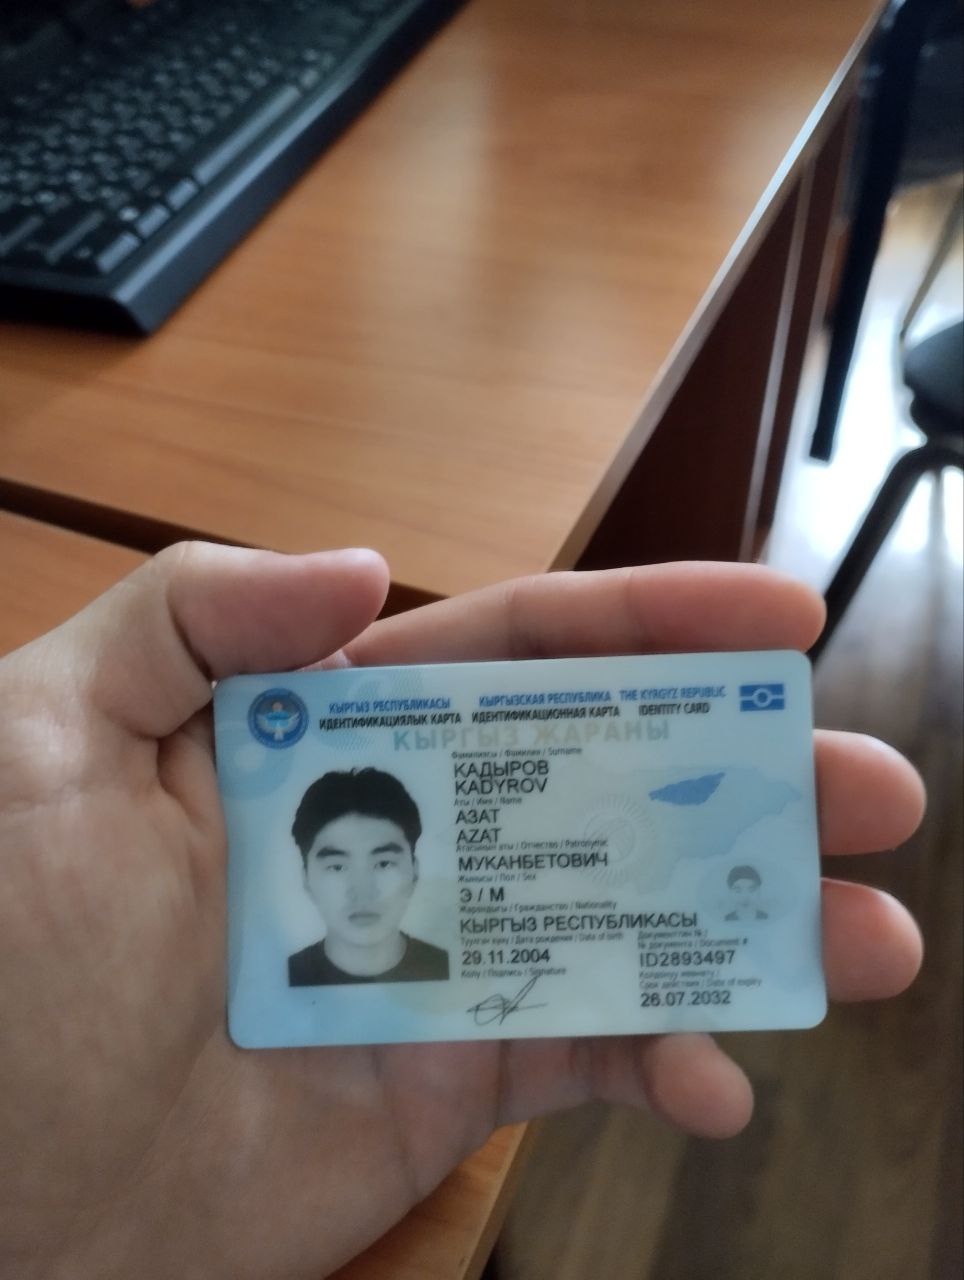 КЫРГЫЗ РЕСПУБЛИКАСЫ КЫРГЫЗСКАЯ РЕСПУБЛИКА THE KYRGYZ REPUBLIC
ИДЕНТИФИКАЦИЯЛЫК КАРТА ИДЕНТИФИКАЦИОННАЯ КАРТА IDENTITY CARD
КЫРГЫЗ ЖАРАНЫ
Фамилиясы / Фамилия / Surname
КАДЫРОВ
KADYROV
Аты / Имя / Name
АЗАТ
AZAT
Атасынын аты / Отчество / Patronymic
МУКАНБЕТОВИЧ
Жынысы / Пол / Sex
Э / М
Жарандыгы / Гражданство / Nationality
КЫРГЫЗ РЕСПУБЛИКАСЫ
Туулган күнү / Дата рождения / Date of birth
29.11.2004
Колу / Подпись / Signature
Документтин № /
№ документа / Document #
ID2893497
Колдонуу мөөнөтү /
Срок действия / Date of expiry
26.07.2032